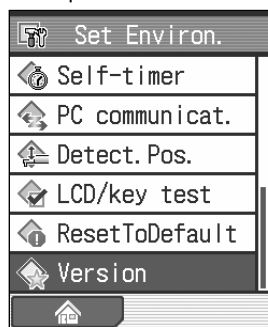 Set Environ.
Self-timer
PC communicat.
Detect. Pos.
LCD/key test
ResetToDefault
Version